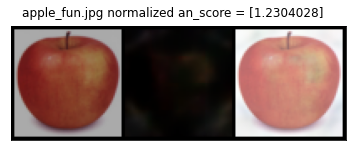 apple_fun.jpg normalized an_score = [1.2304028]